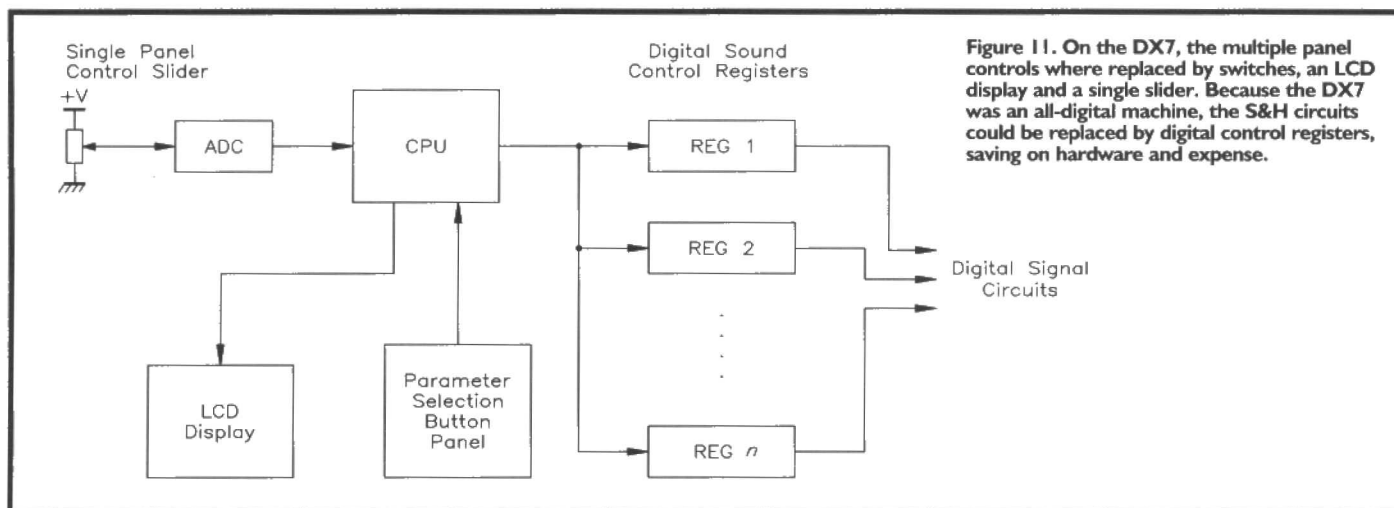 Single Panel
Control Slider
+V
ADC
CPU
LCD
Display
Parameter
Selection
Button
Panel
Digital Sound
Control Registers
REG 1
REG 2
REG n
Digital Signal
Circuits
Figure 11. On the DX7, the multiple panel
controls where replaced by switches, an LCD
display and a single slider. Because the DX7
was an all-digital machine, the S&H circuits
could be replaced by digital control registers,
saving on hardware and expense.